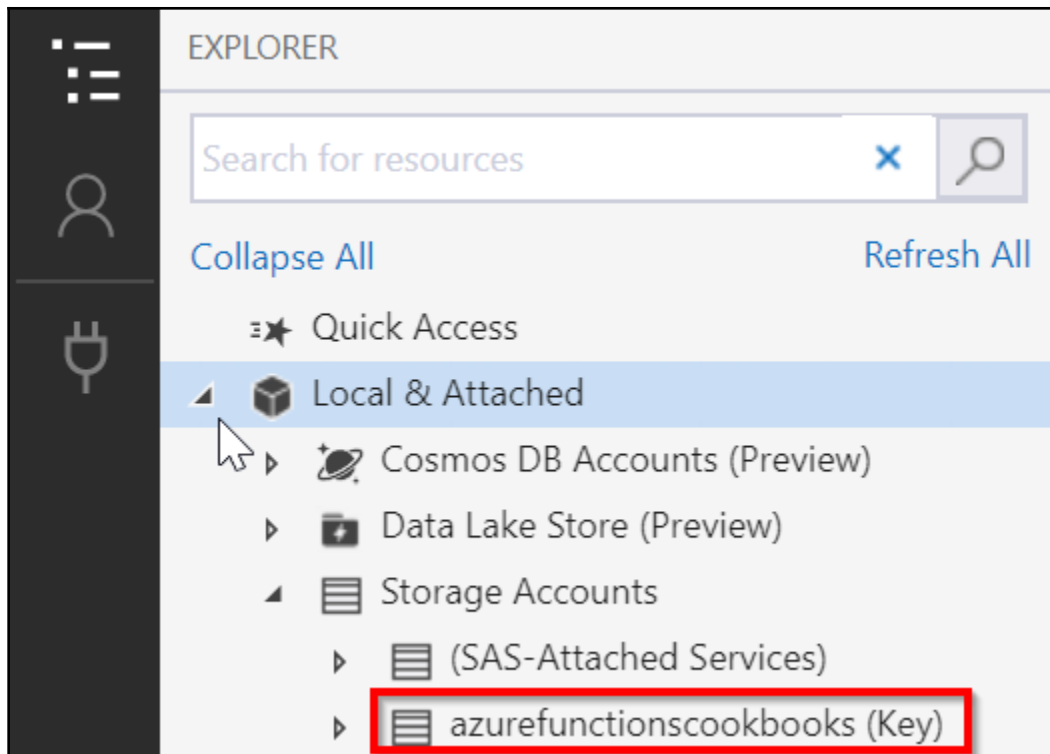 EXPLORER
Search for resources
Collapse All Refresh All
Quick Access
Local & Attached
Cosmos DB Accounts (Preview)
Data Lake Store (Preview)
Storage Accounts
(SAS-Attached Services)
azurefunctionscookbooks (Key)